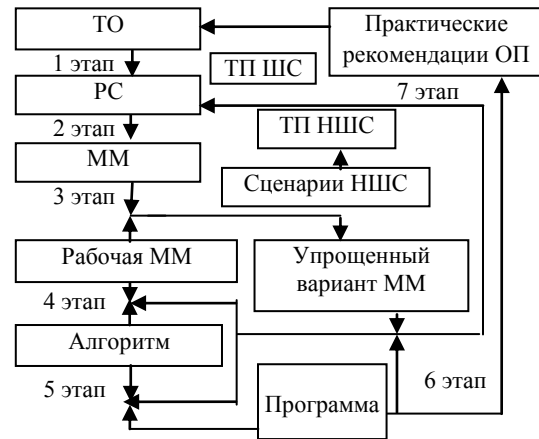 ТО
Практические
рекомендации ОП
1 этап
ТП ШС
РС
7 этап
2 этап
ТП НШС
ММ
3 этап
Сценарии НШС
Рабочая ММ
Упрощенный
вариант ММ
4 этап
Алгоритм
5 этап
6 этап
Программа